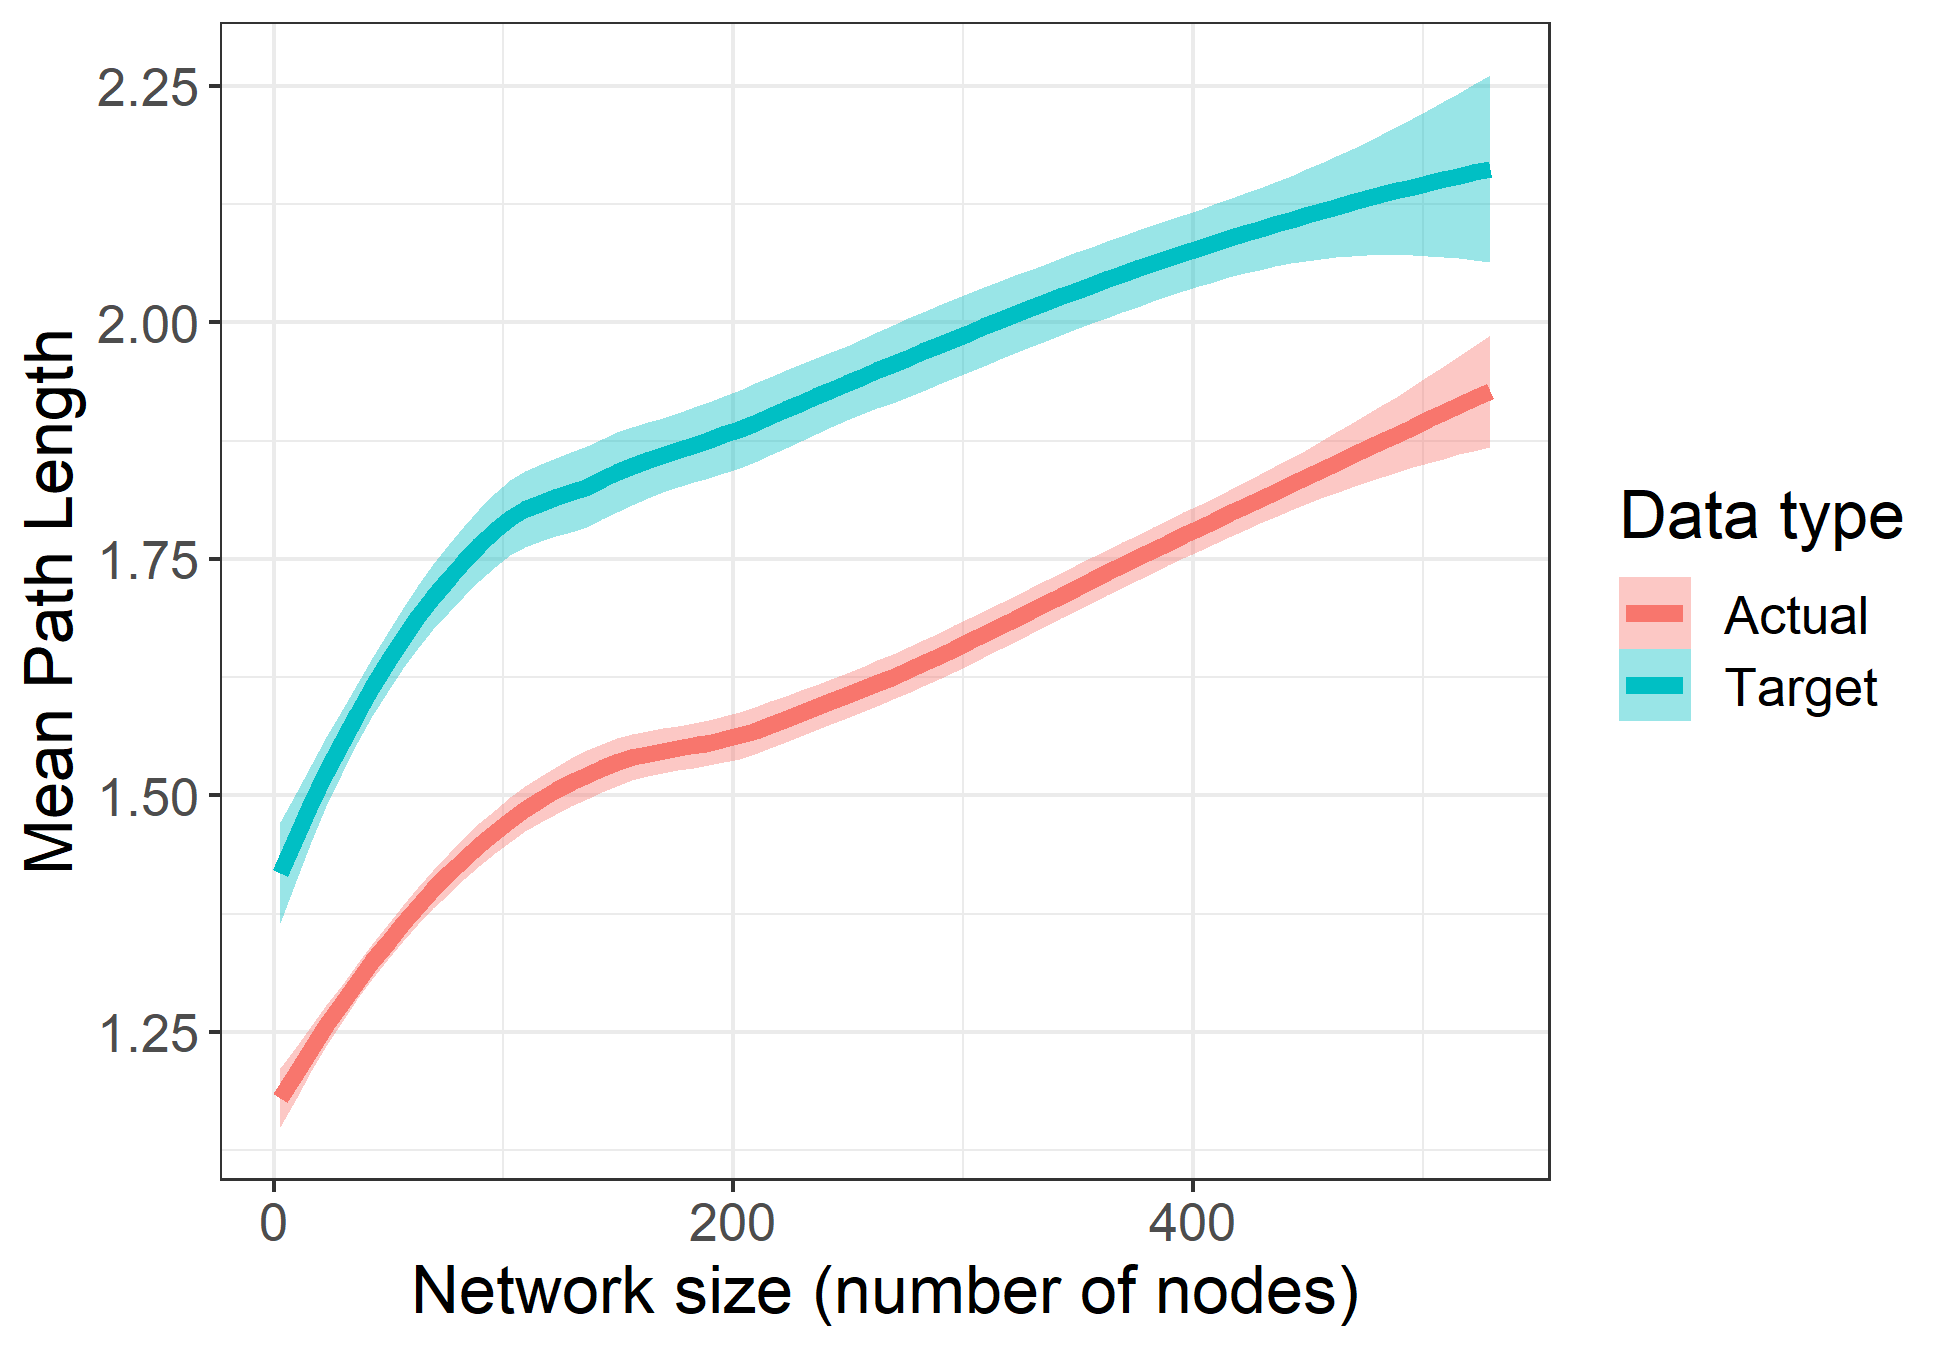 2.25
2.00
1.75
1.50
1.25
Mean Path Length
0
200
400
Network size (number of nodes)
Data type
Actual
Target